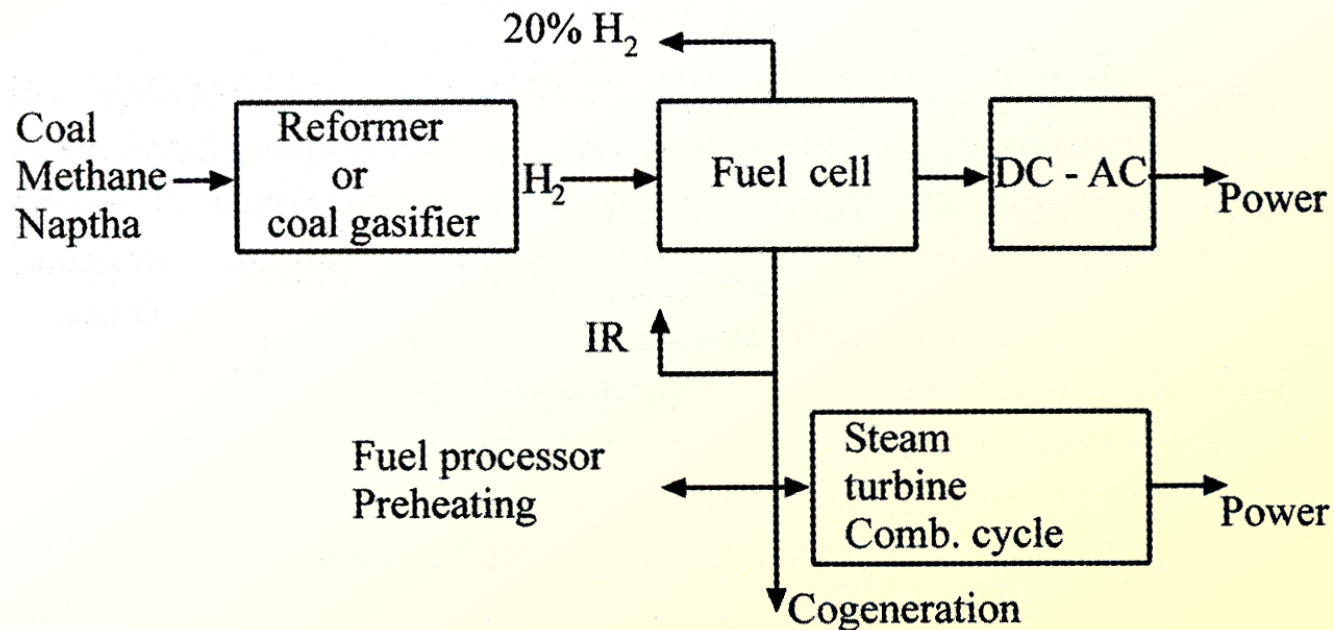 20% H₂
Coal
Methane
Naptha
Reformer
or
coal gasifier
H₂
Fuel cell
DC - AC
Power
IR
Fuel processor
Preheating
Steam
turbine
Comb. cycle
Power
Cogeneration